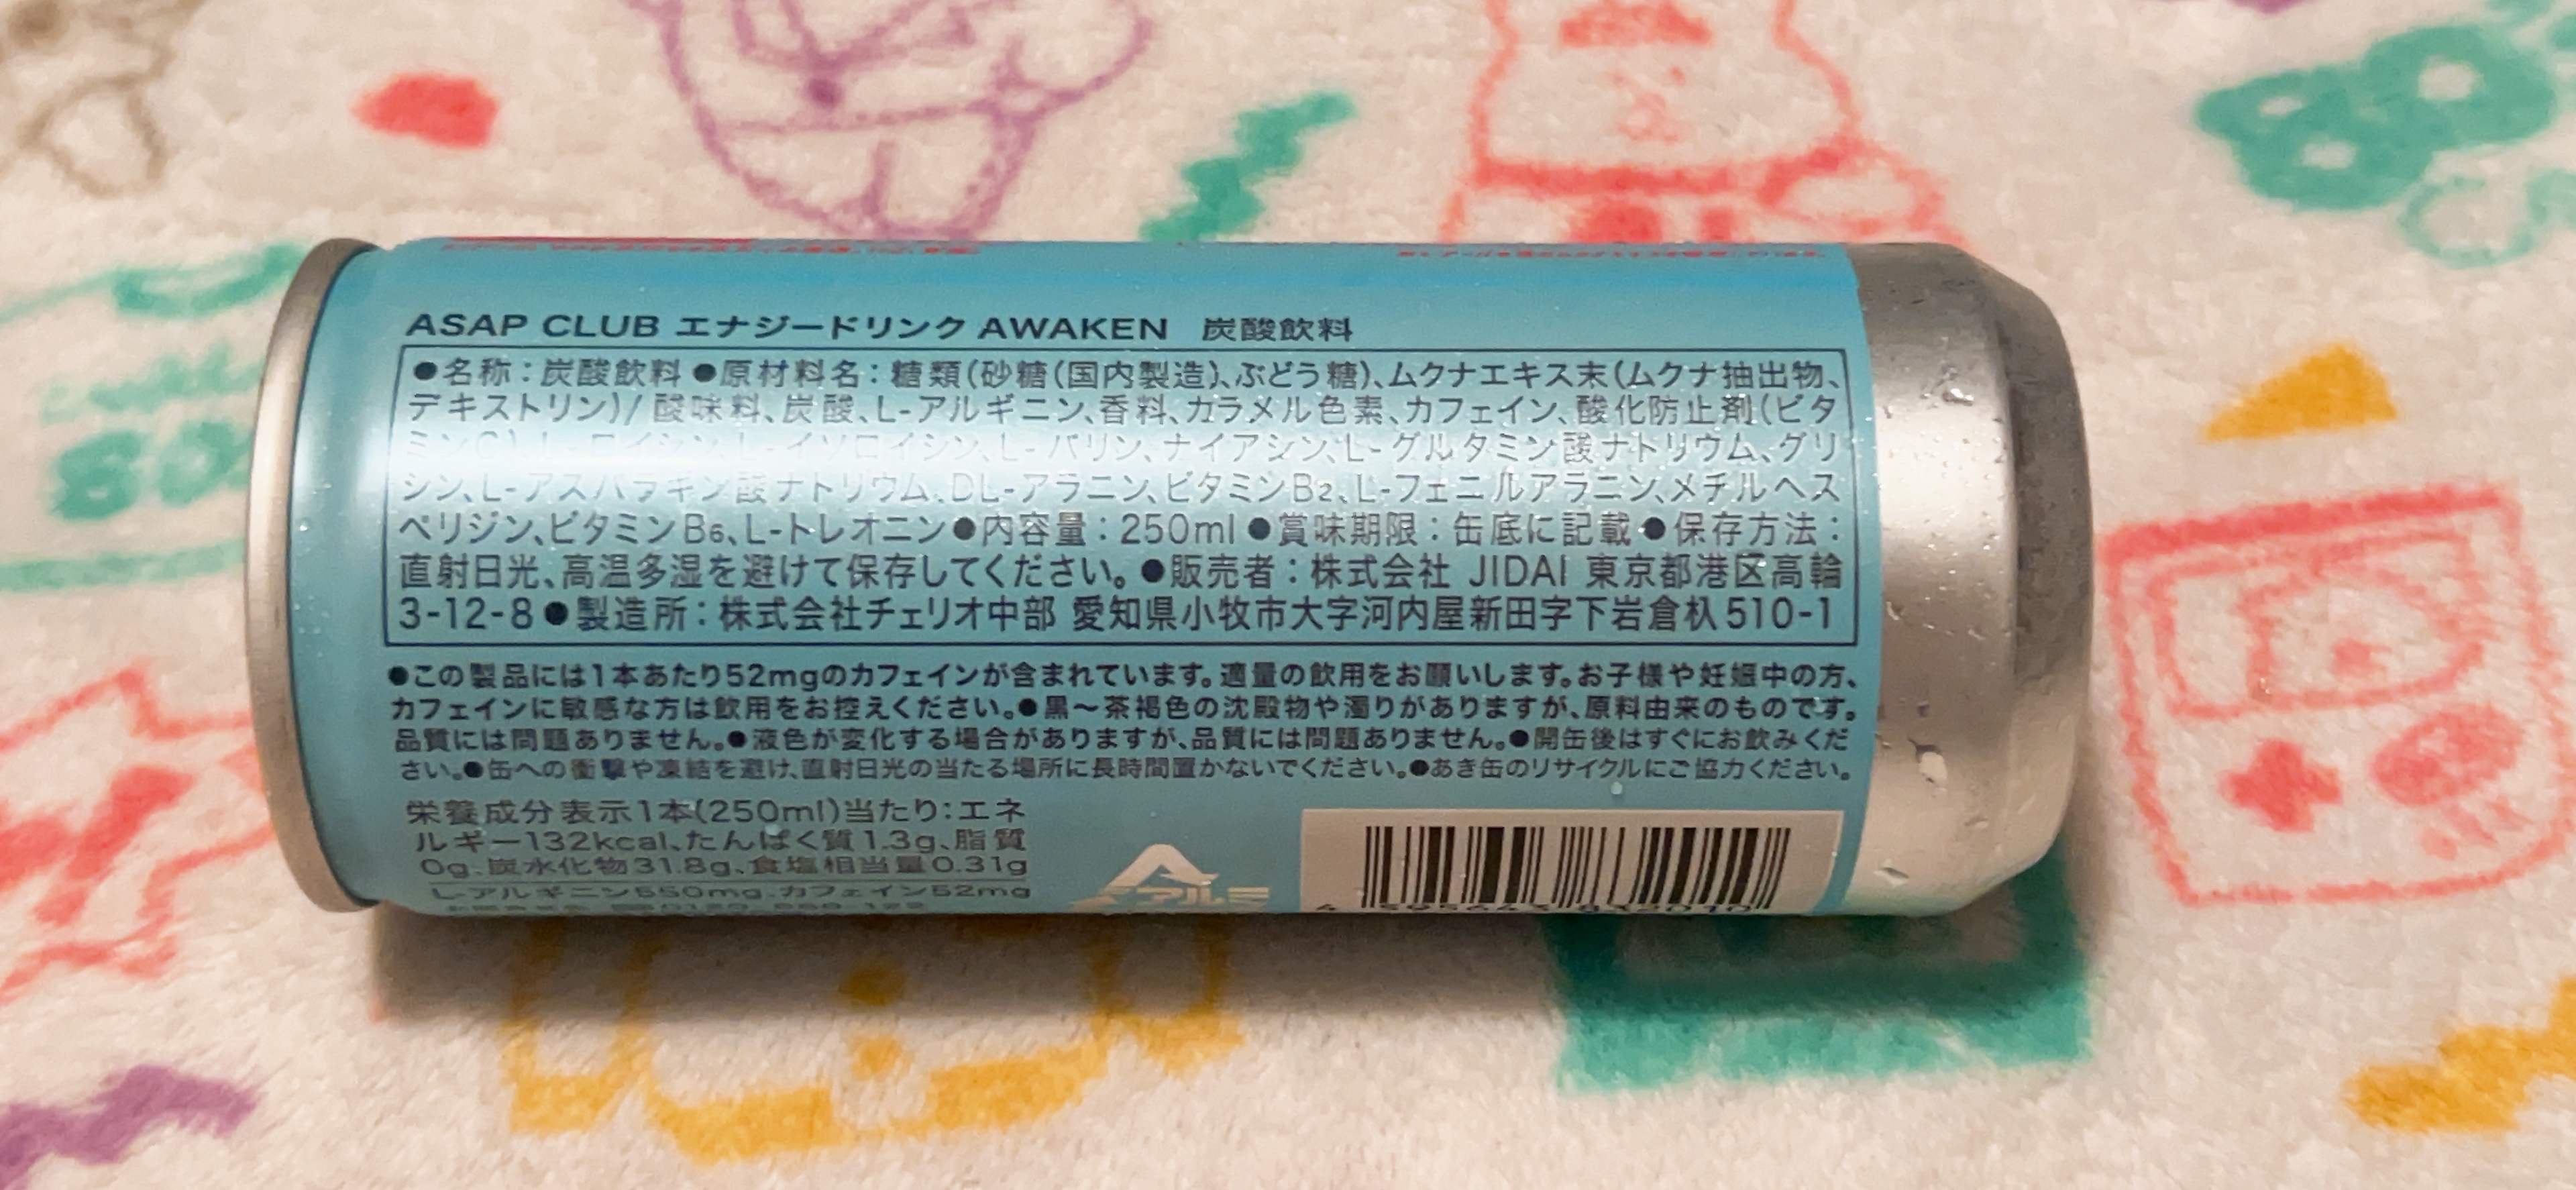 ASAP CLUB エナジードリンク AWAKEN 炭酸飲料
●名称：炭酸飲料 ●原材料名：糖類(砂糖(国内製造)、ぶどう糖)、ムクナエキス末(ムクナ抽出物、
デキストリン)/酸味料、炭酸、L-アルギニン、香料、カラメル色素、カフェイン、酸化防止剤(ビタ
ミンC)、L-ロイシン、L-イソロイシン、L-バリン、ナイアシン、L-グルタミン酸ナトリウム、グリ
シン、L-アスパラギン酸ナトリウム、DL-アラニン、ビタミンB2、L-フェニルアラニン、メチルヘス
ペリジン、ビタミンB6、L-トレオニン●内容量：250ml●賞味期限：缶底に記載●保存方法：
直射日光、高温多湿を避けて保存してください。●販売者：株式会社 JIDAI 東京都港区高輪
3-12-8●製造所：株式会社チェリオ中部 愛知県小牧市大字河内屋新田字下岩倉杁510-1
●この製品には1本あたり52mgのカフェインが含まれています。適量の飲用をお願いします。お子様や妊娠中の方、
カフェインに敏感な方は飲用をお控えください。●黒〜茶褐色の沈殿物や濁りがありますが、原料由来のものです。
品質には問題ありません。●液色が変化する場合がありますが、品質には問題ありません。●開缶後はすぐにお飲みくだ
さい。●缶への衝撃や凍結を避け、直射日光の当たる場所に長時間置かないでください。●あき缶のリサイクルにご協力ください。
栄養成分表示1本(250ml)当たり：エネ
ルギー132kcal、たんぱく質1.3g、脂質
0g、炭水化物31.8g、食塩相当量0.31g
L-アルギニン550mg、カフェイン52mg
アルミ